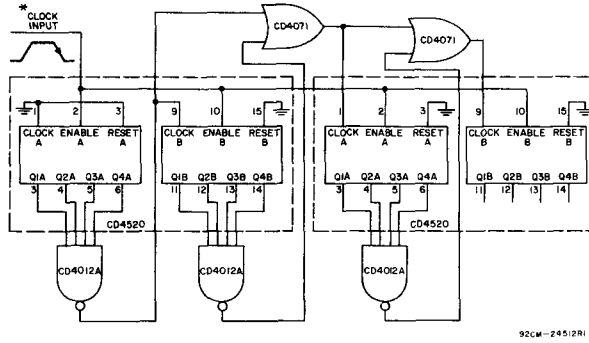 * CLOCK
INPUT
CD4071
CD4071
1 2 3 9 10 15 1 2 3 9 10 15
CLOCK ENABLE RESET
A A A
CLOCK ENABLE RESET
B B B
CLOCK ENABLE RESET
A A A
CLOCK ENABLE RESET
B B B
Q1A Q2A Q3A Q4A
Q1B Q2B Q3B Q4B
Q1A Q2A Q3A Q4A
Q1B Q2B Q3B Q4B
3 4 5 6
11 12 13 14
3 4 5 6
11 12 13 14
CD4520
CD4520
CD4012A
CD4012A
CD4012A
92CM-24512R1